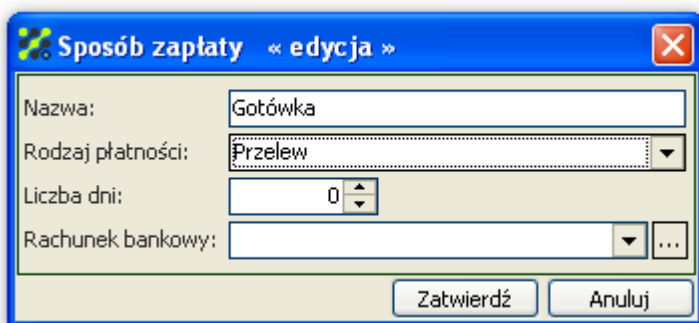 Sposób zapłaty « edycja »
Nazwa: Gotówka
Rodzaj płatności: Przelew
Liczba dni: 0
Rachunek bankowy: ...
Zatwierdź Anuluj